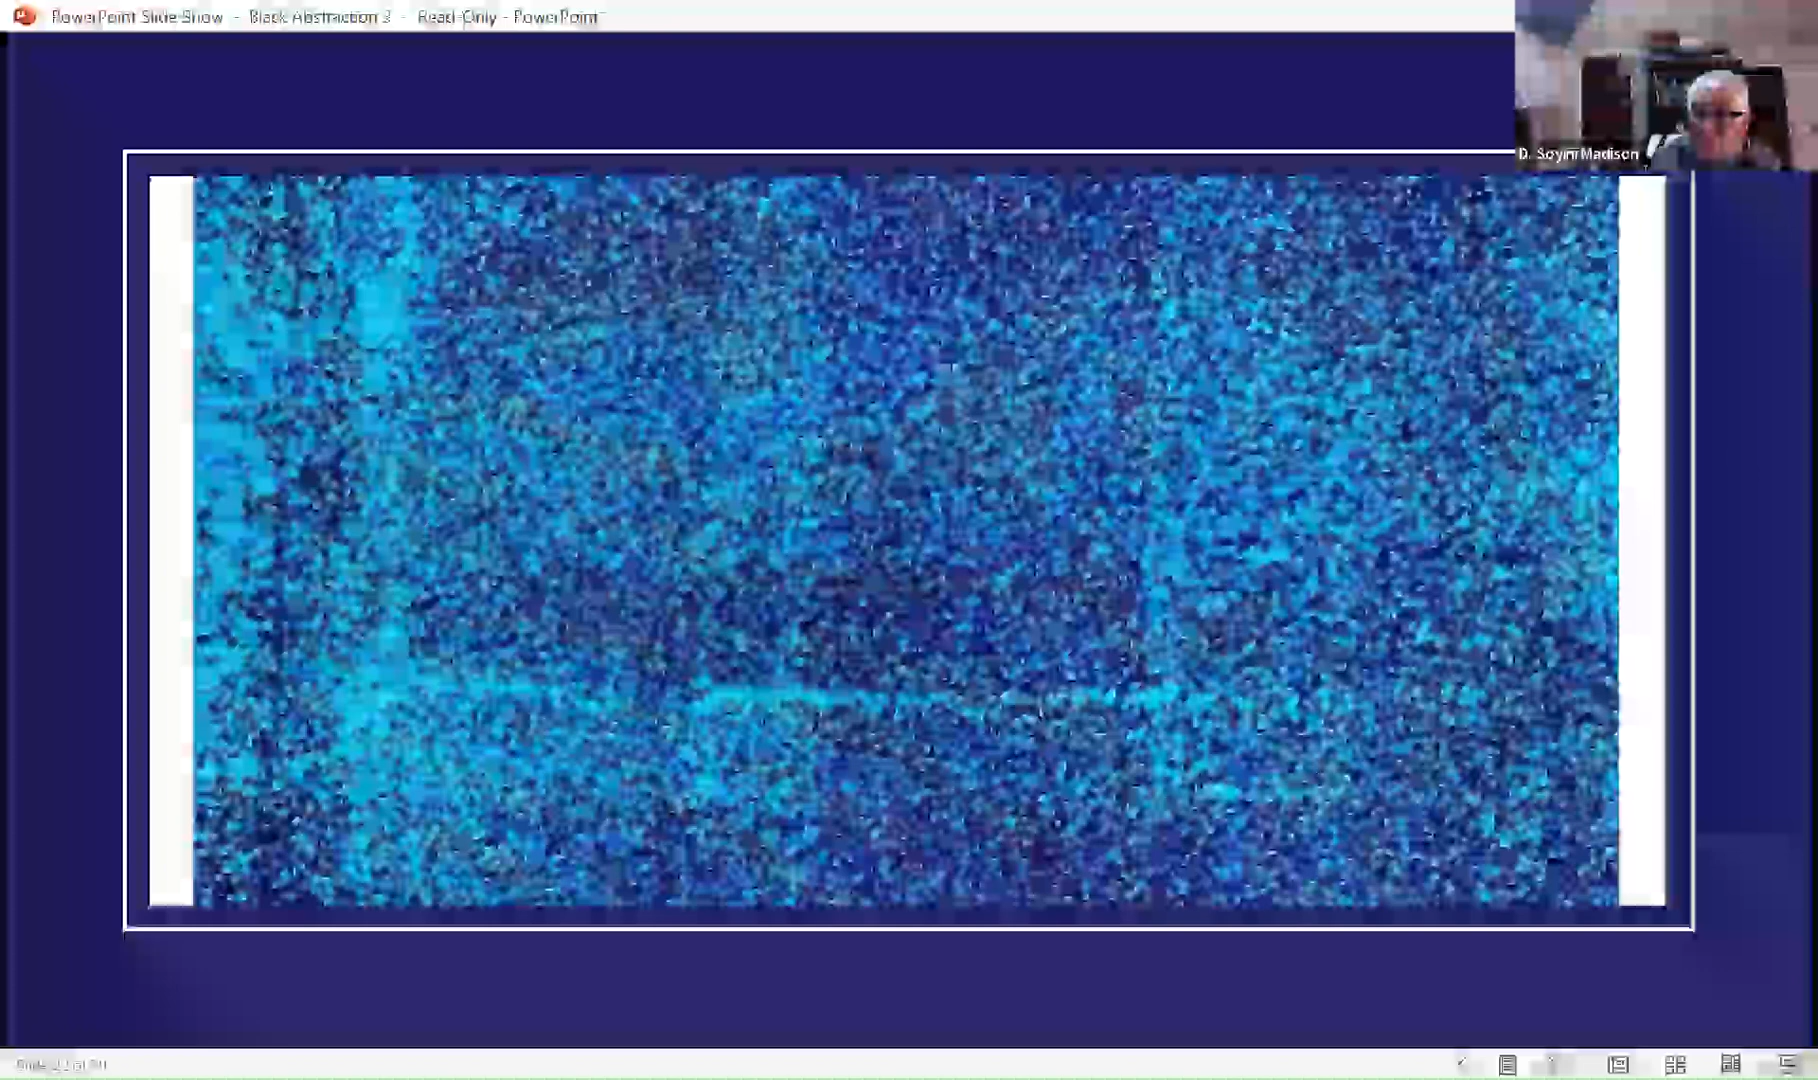 PowerPoint Slide Show - Black Abstraction 3 - Read-Only - PowerPoint
D. Soyini Madison